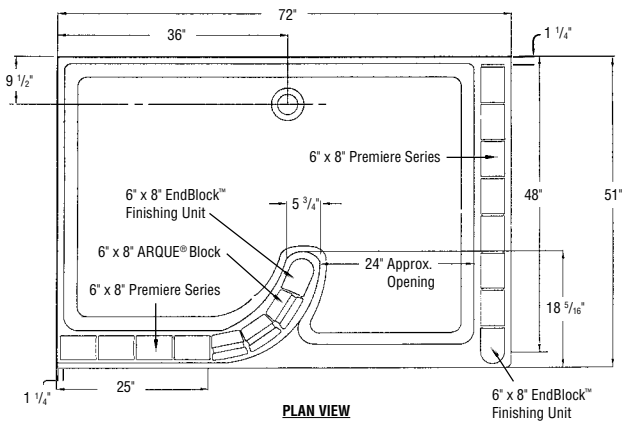 72"
36"
1 1/4"
9 1/2"
6" x 8" Premiere Series
6" x 8" EndBlock™
Finishing Unit
5 3/4"
48"
51"
6" x 8" ARQUE® Block
24" Approx.
Opening
6" x 8" Premiere Series
18 5/16"
25"
1 1/4"
PLAN VIEW
6" x 8" EndBlock™
Finishing Unit